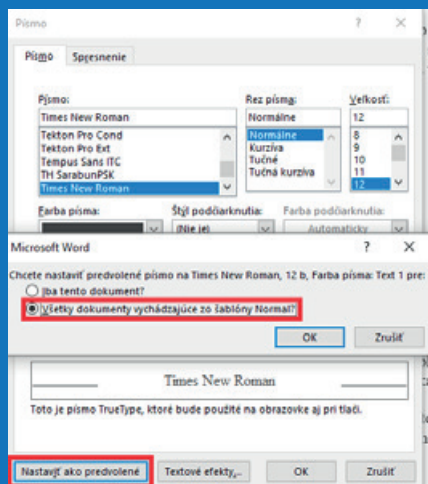 Písmo ? ×
Písmo Spresnenie
Písmo: Rez písma: Veľkosť:
Times New Roman Normálne 12
Tekton Pro Cond Normálne 8
Tekton Pro Ext Kurzíva 9
Tempus Sans ITC Tučné 10
TH SarabunPSK Tučná kurzíva 11
Times New Roman 12
Farba písma: Štýl podčiarknutia: Farba podčiarknutia:
(Nie je) Automaticky
Microsoft Word ? ×
Chcete nastaviť predvolené písmo na Times New Roman, 12 b, Farba písma: Text 1 pre:
Iba tento dokument?
Všetky dokumenty vychádzajúce zo šablóny Normal?
OK Zrušiť
Times New Roman
Toto je písmo TrueType, ktoré bude použité na obrazovke aj pri tlači.
Nastaviť ako predvolené Textové efekty... OK Zrušiť